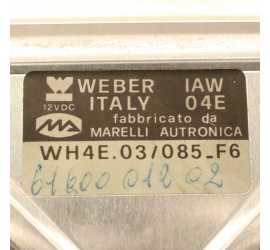 WEBER IAW
12VDC ITALY 04E
fabbricato da
MARELLI AUTRONICA
WH4E.03/085_F6
61600 012 02